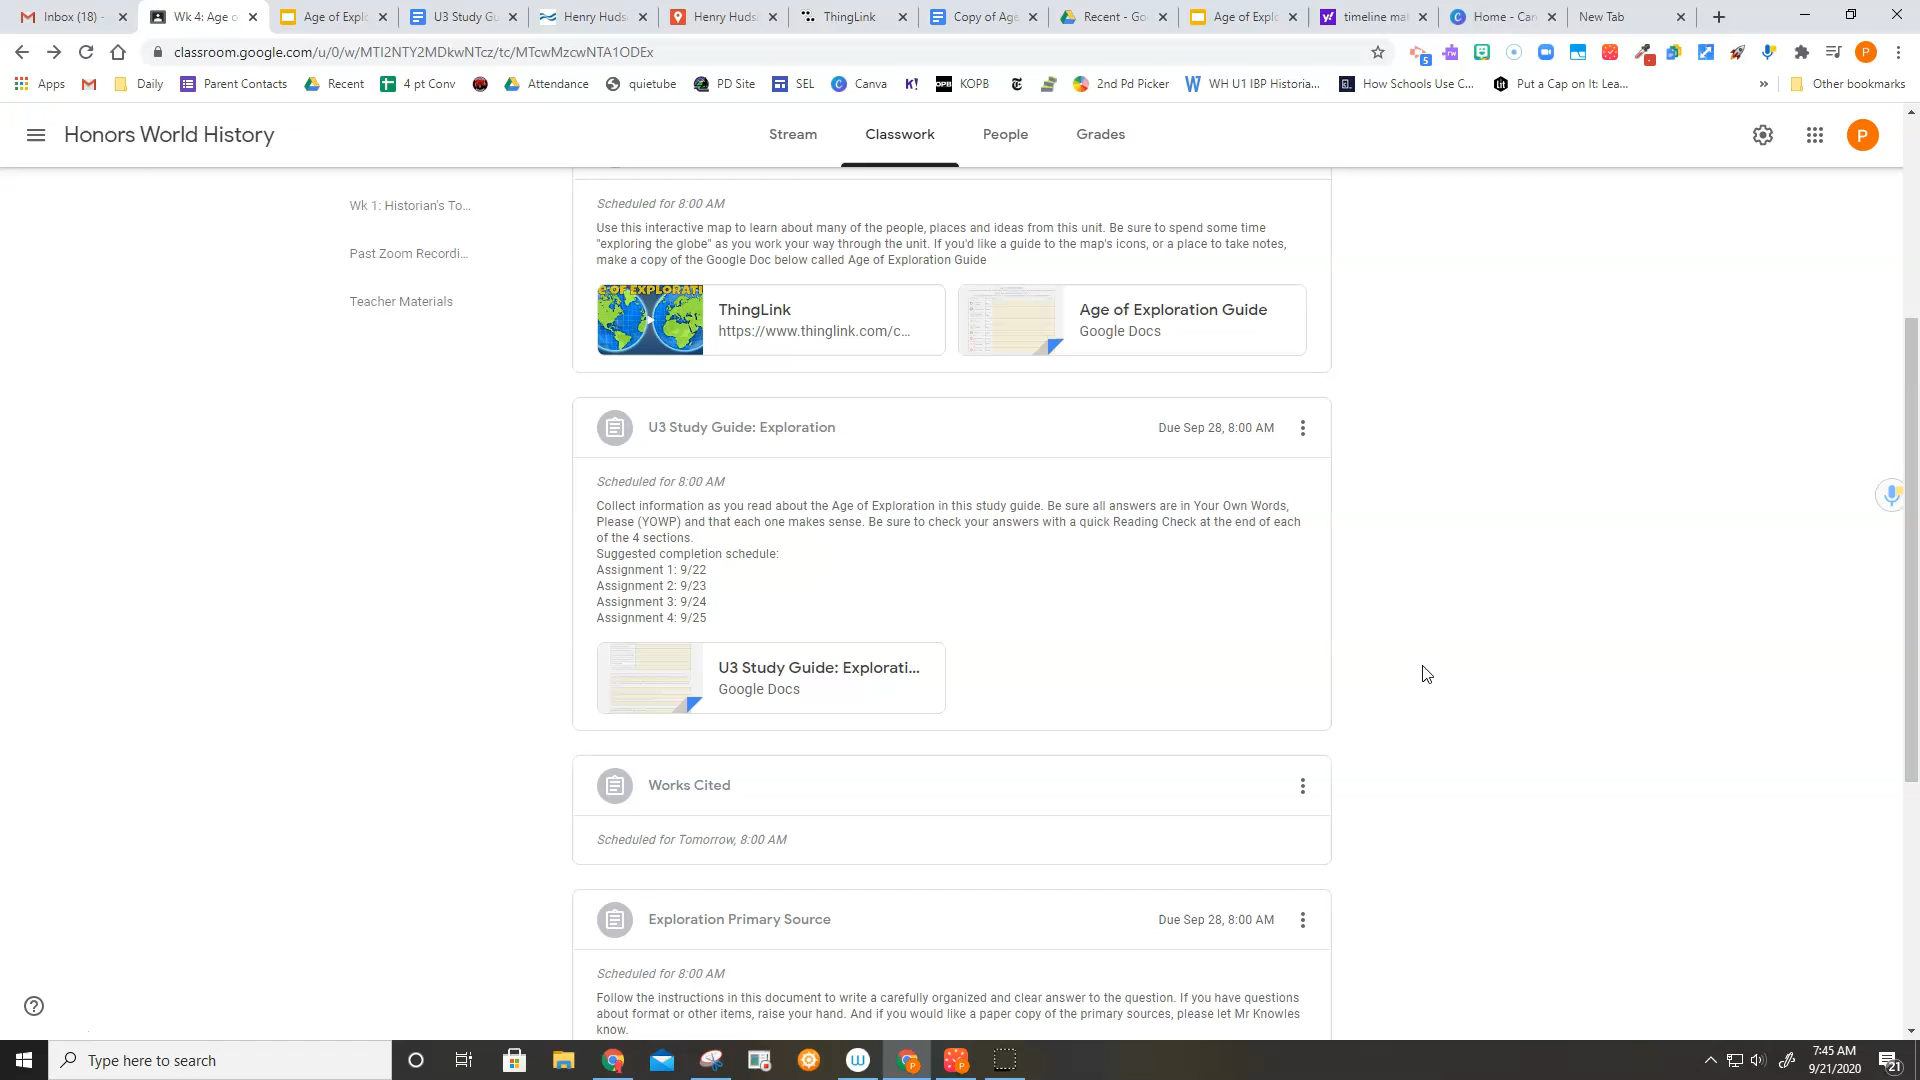 Inbox (18) -
Wk 4: Age o
Age of Explo
U3 Study Gu
Henry Huds
Henry Huds
ThingLink
Copy of Age
Recent - Go
Age of Explo
timeline mak
Home - Can
New Tab
classroom.google.com/u/0/w/MTI2NTY2MDkwNTcz/tc/MTcwMzcwNTA1ODEx
5
P
Apps
Daily
Parent Contacts
Recent
4 pt Conv
Attendance
quietube
PD Site
SEL
Canva
K!
KOPB
2nd Pd Picker
WH U1 IBP Historia...
How Schools Use C...
Put a Cap on It: Lea...
»
Other bookmarks
Honors World History
Stream
Classwork
People
Grades
P
Wk 1: Historian's To...
Past Zoom Recordi...
Teacher Materials
Scheduled for 8:00 AM
Use this interactive map to learn about many of the people, places and ideas from this unit. Be sure to spend some time
"exploring the globe" as you work your way through the unit. If you'd like a guide to the map's icons, or a place to take notes,
make a copy of the Google Doc below called Age of Exploration Guide
E OF EXPLORATI
ThingLink
https://www.thinglink.com/c...
Age of Exploration Guide
Google Docs
U3 Study Guide: Exploration
Due Sep 28, 8:00 AM
Scheduled for 8:00 AM
Collect information as you read about the Age of Exploration in this study guide. Be sure all answers are in Your Own Words,
Please (YOWP) and that each one makes sense. Be sure to check your answers with a quick Reading Check at the end of each
of the 4 sections.
Suggested completion schedule:
Assignment 1: 9/22
Assignment 2: 9/23
Assignment 3: 9/24
Assignment 4: 9/25
U3 Study Guide: Explorati...
Google Docs
Works Cited
Scheduled for Tomorrow, 8:00 AM
Exploration Primary Source
Due Sep 28, 8:00 AM
Scheduled for 8:00 AM
Follow the instructions in this document to write a carefully organized and clear answer to the question. If you have questions
about format or other items, raise your hand. And if you would like a paper copy of the primary sources, please let Mr Knowles
know.
Type here to search
7:45 AM
9/21/2020
21